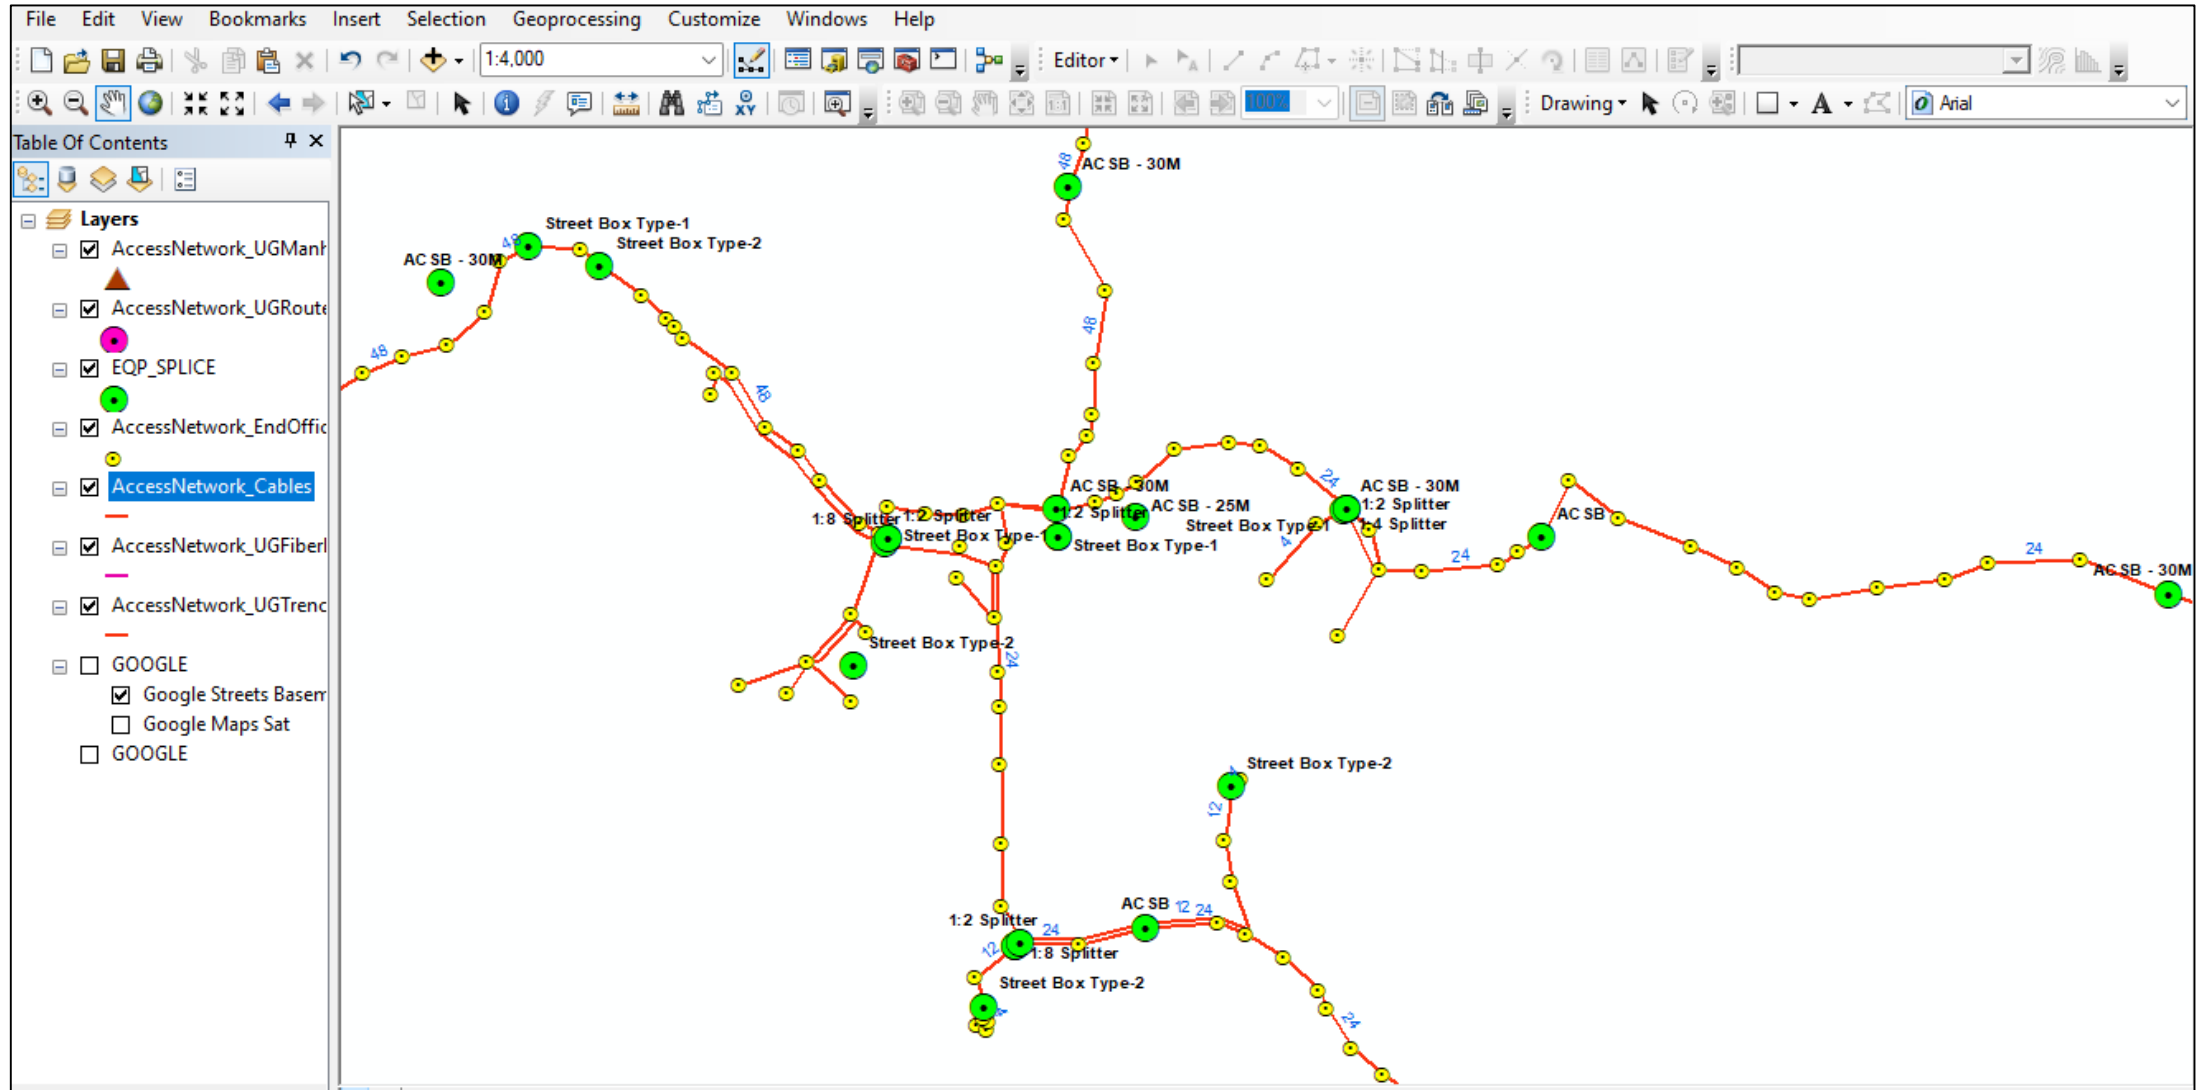 File Edit View Bookmarks Insert Selection Geoprocessing Customize Windows Help
1:4,000
Editor
100%
Drawing
A
Arial
Table Of Contents
Layers
AccessNetwork_UGManh
AccessNetwork_UGRoute
EQP_SPLICE
AccessNetwork_EndOffic
AccessNetwork_Cables
AccessNetwork_UGFiberl
AccessNetwork_UGTrenc
GOOGLE
Google Streets Basem
Google Maps Sat
GOOGLE
48
AC SB - 30M
Street Box Type-1
48
Street Box Type-2
AC SB - 30M
48
48
48
AC SB - 30M
24
AC SB - 30M
1:2 Splitter
AC SB - 25M
1:2 Splitter
1:8 Splitter
1:2 Splitter
Street Box Type-1
1:4 Splitter
Street Box Type-1
Street Box Type-1
4
AC SB
24
24
AC SB - 30M
Street Box Type-2
24
Street Box Type-2
4
12
AC SB
12
24
1:2 Splitter
24
12
1:8 Splitter
Street Box Type-2
4
24